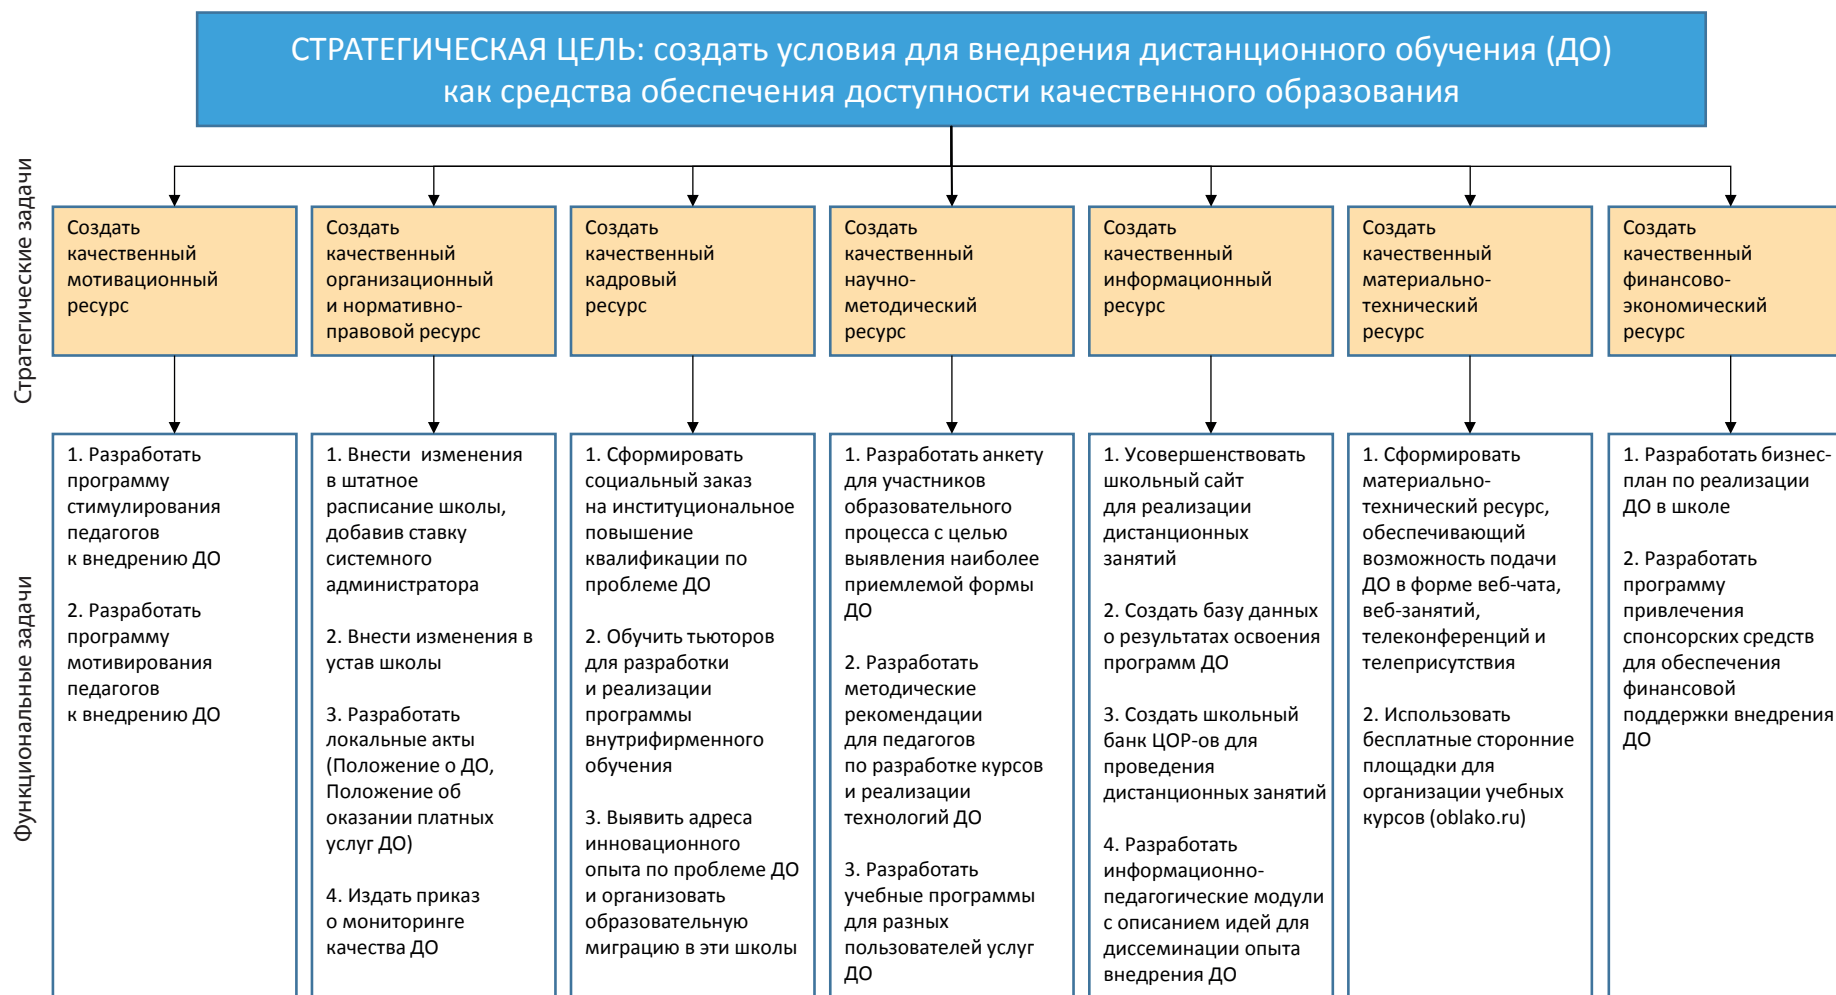 СТРАТЕГИЧЕСКАЯ ЦЕЛЬ: создать условия для внедрения дистанционного обучения (ДО)
как средства обеспечения доступности качественного образования
Стратегические задачи
Создать
качественный
мотивационный
ресурс
Создать
качественный
организационный
и нормативно-
правовой ресурс
Создать
качественный
кадровый
ресурс
Создать
качественный
научно-
методический
ресурс
Создать
качественный
информационный
ресурс
Создать
качественный
материально-
технический
ресурс
Создать
качественный
финансово-
экономический
ресурс
Функциональные задачи
1. Разработать
программу
стимулирования
педагогов
к внедрению ДО
2. Разработать
программу
мотивирования
педагогов
к внедрению ДО
1. Внести изменения
в штатное
расписание школы,
добавив ставку
системного
администратора
2. Внести изменения в
устав школы
3. Разработать
локальные акты
(Положение о ДО,
Положение об
оказании платных
услуг ДО)
4. Издать приказ
о мониторинге
качества ДО
1. Сформировать
социальный заказ
на институциональное
повышение
квалификации по
проблеме ДО
2. Обучить тьюторов
для разработки
и реализации
программы
внутрифирменного
обучения
3. Выявить адреса
инновационного
опыта по проблеме ДО
и организовать
образовательную
миграцию в эти школы
1. Разработать анкету
для участников
образовательного
процесса с целью
выявления наиболее
приемлемой формы
ДО
2. Разработать
методические
рекомендации
для педагогов
по разработке курсов
и реализации
технологий ДО
3. Разработать
учебные программы
для разных
пользователей услуг
ДО
1. Усовершенствовать
школьный сайт
для реализации
дистанционных
занятий
2. Создать базу данных
о результатах освоения
программ ДО
3. Создать школьный
банк ЦОР-ов для
проведения
дистанционных занятий
4. Разработать
информационно-
педагогические модули
с описанием идей для
диссеминации опыта
внедрения ДО
1. Сформировать
материально-
технический ресурс,
обеспечивающий
возможность подачи
ДО в форме веб-чата,
веб-занятий,
телеконференций и
телеприсутствия
2. Использовать
бесплатные сторонние
площадки для
организации учебных
курсов (oblako.ru)
1. Разработать бизнес-
план по реализации
ДО в школе
2. Разработать
программу
привлечения
спонсорских средств
для обеспечения
финансовой
поддержки внедрения
ДО